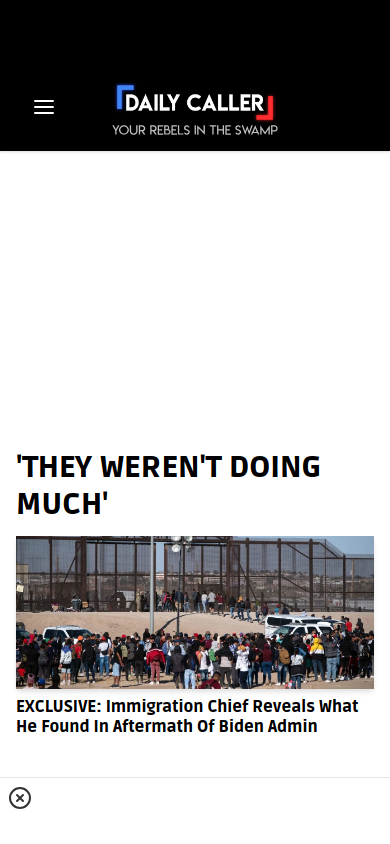 DAILY CALLER
YOUR REBELS IN THE SWAMP
'THEY WEREN'T DOING
MUCH'
EXCLUSIVE: Immigration Chief Reveals What
He Found In Aftermath Of Biden Admin